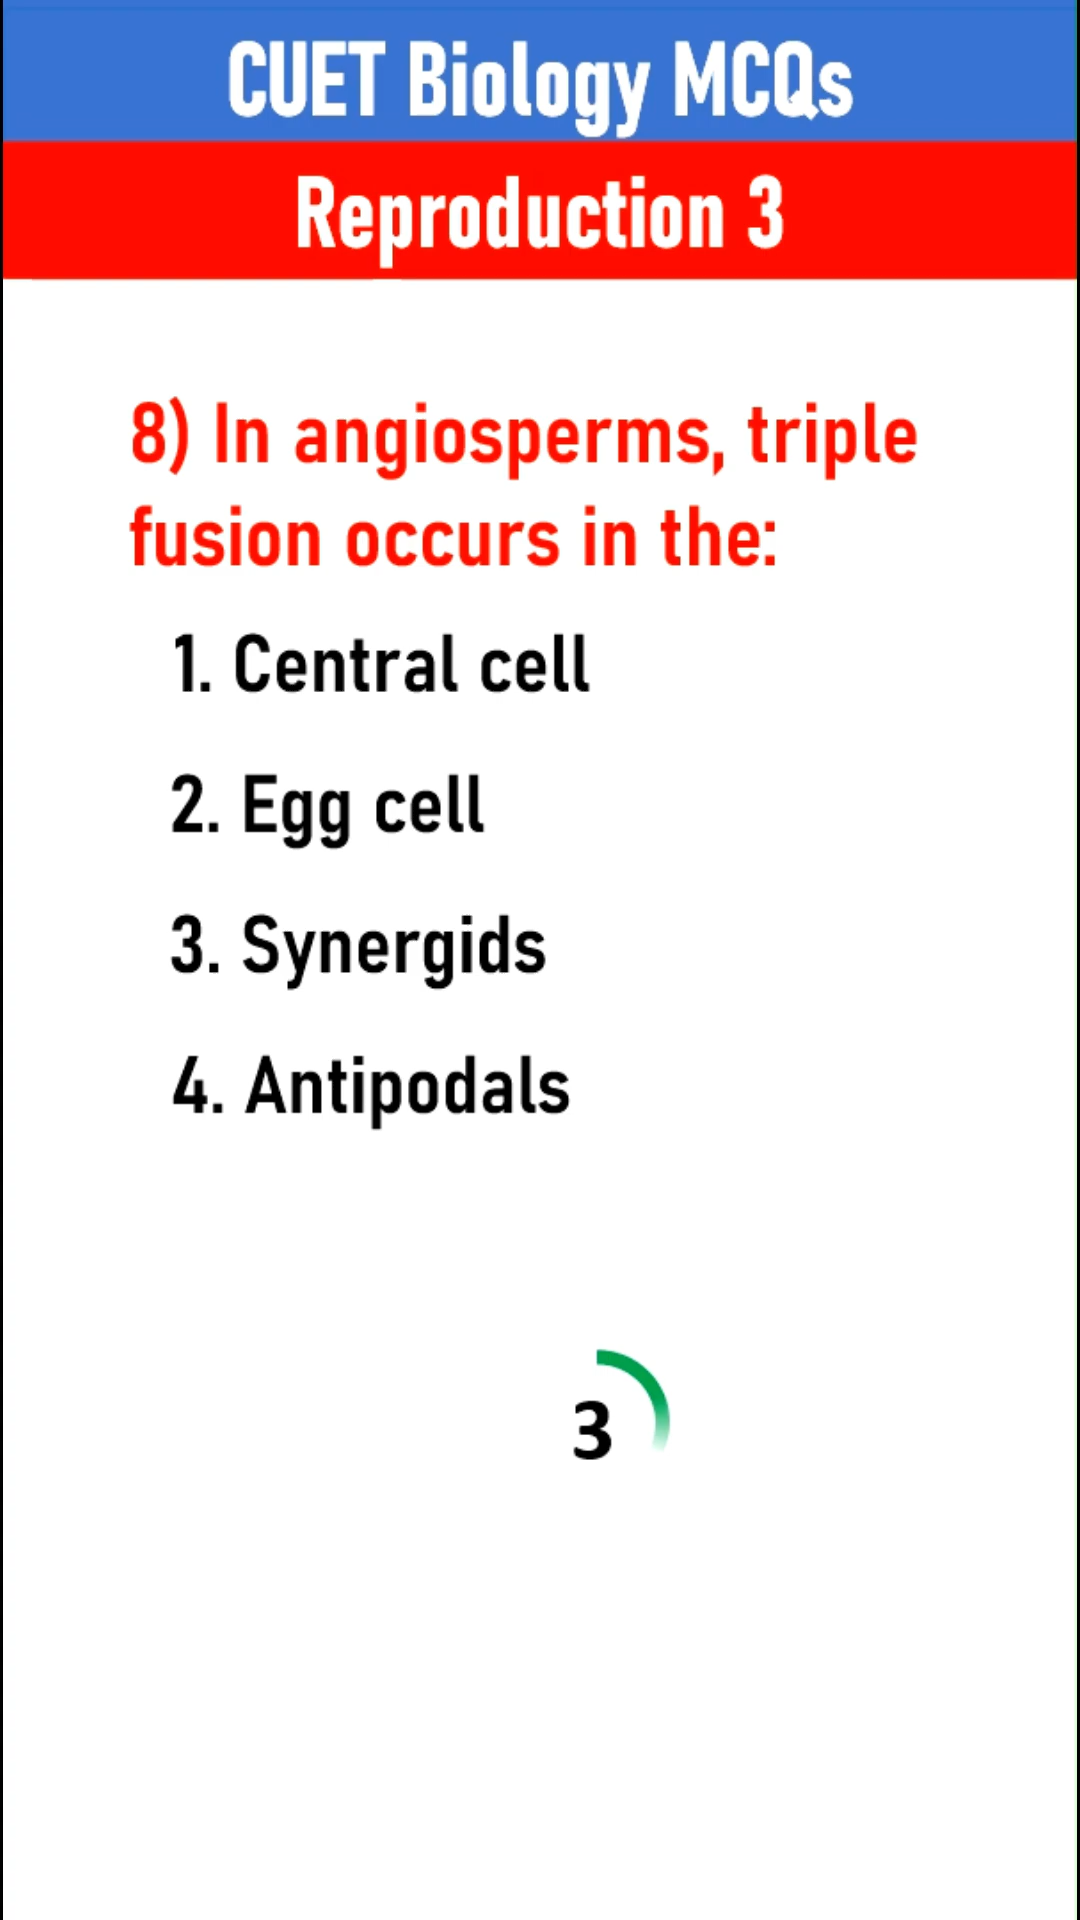 CUET Biology MCQs
Reproduction 3
8) In angiosperms, triple
fusion occurs in the:
1. Central cell
2. Egg cell
3. Synergids
4. Antipodals
3